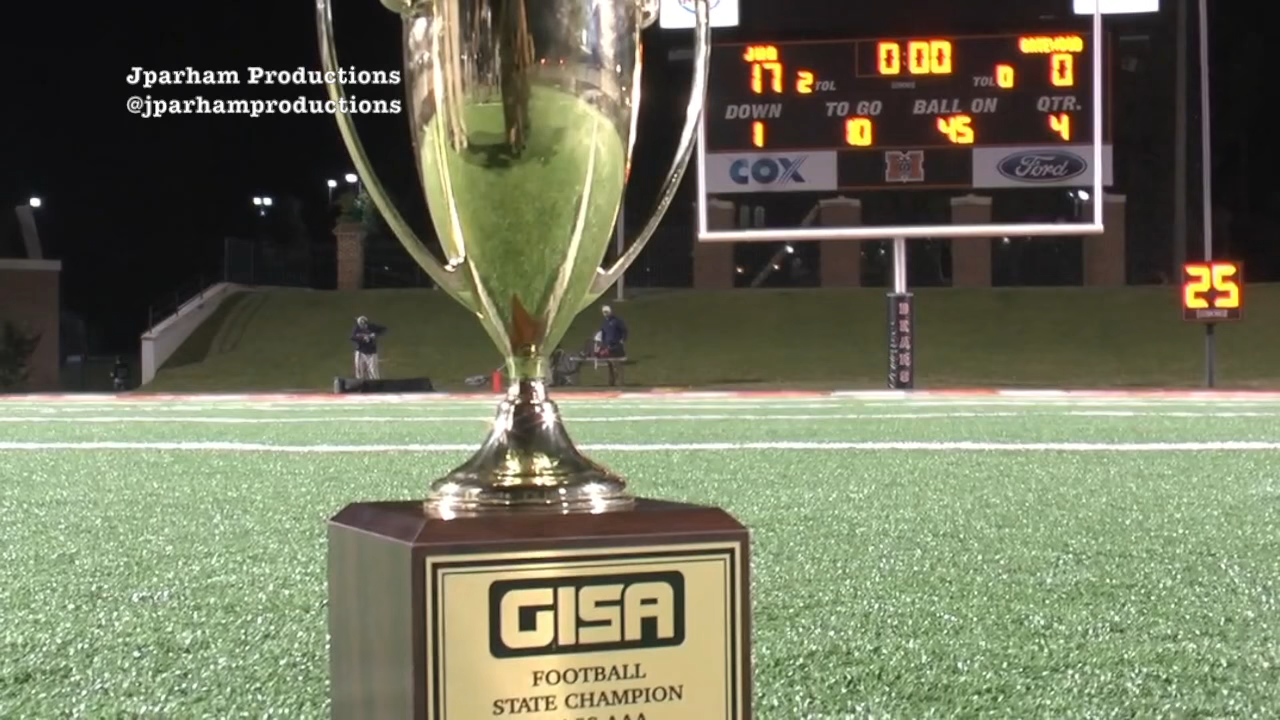 Jparham Productions
@jparhamproductions
0:00
17 2 TOL TOL 0 0
DOWN TO GO BALL ON QTR.
1 10 45 4
COX Ford
25
BEARS
GISA
FOOTBALL
STATE CHAMPION